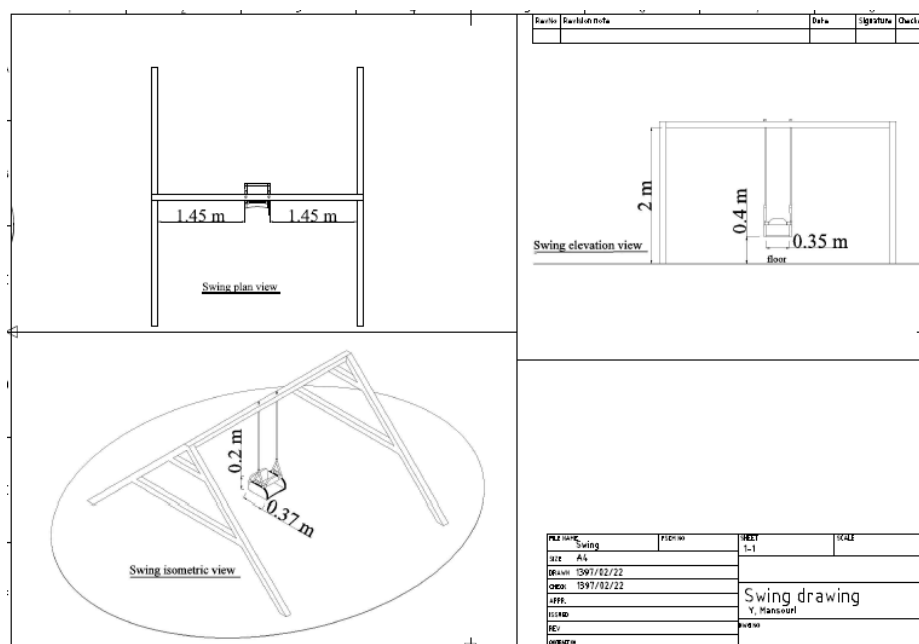 Rev No Revision note Date Signature
1.45 m 1.45 m
Swing plan view
2 m
0.4 m
0.35 m
Swing elevation view
floor
0.2 m
0.37 m
Swing isometric view
FILE NAME Swing SHEET 1-1 SCALE
SIZE A4
DRAWN 1397/02/22
CHECK 1397/02/22
APPR.
ISSUED
REV
Swing drawing
Y, Mansouri